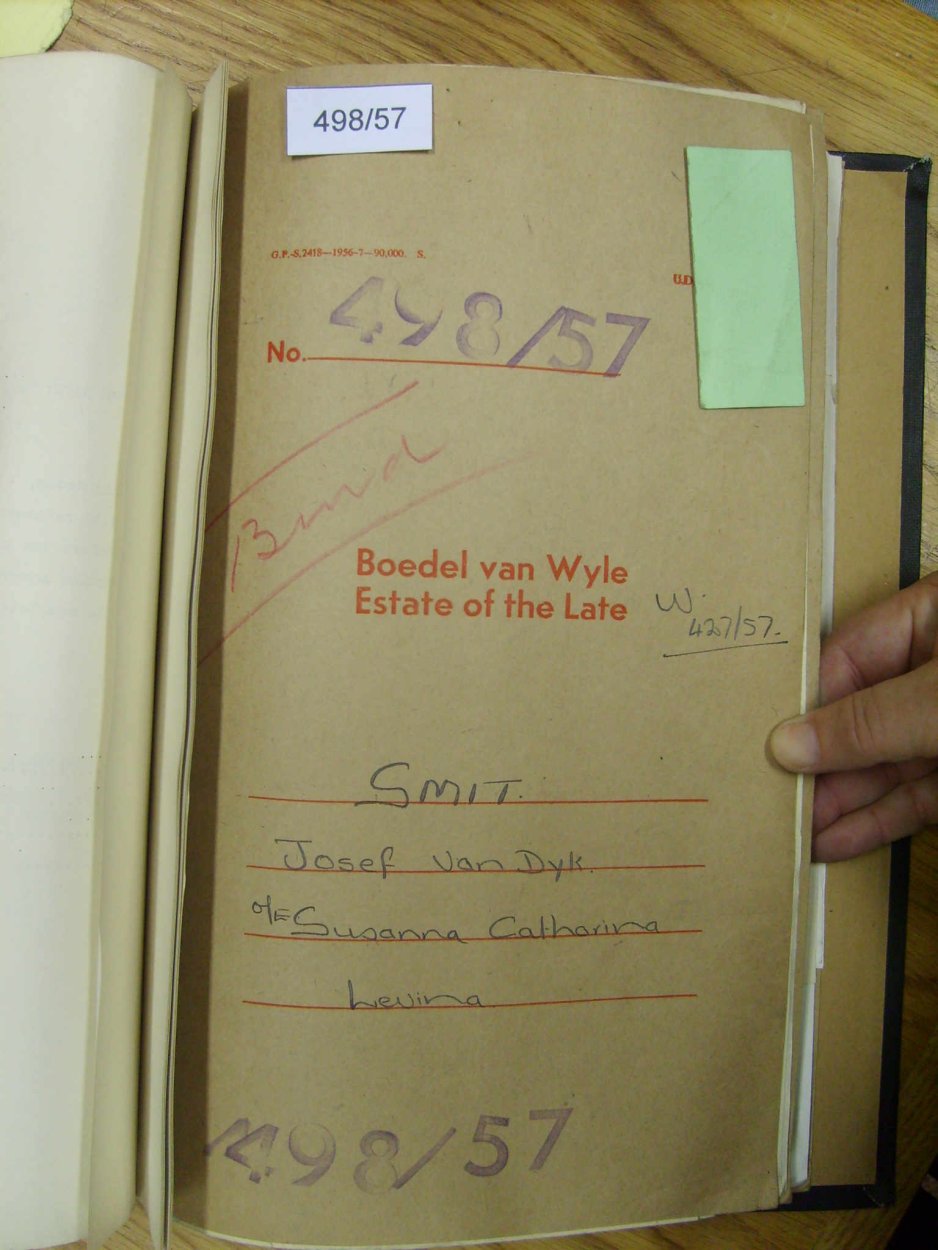 498/57
G.P.-S.2418—1956-7—90,000. S.
U.D
No. 498/57
Bond
Boedel van Wyle
Estate of the Late
W.
427/57.
SMIT.
Josef van Dyk.
o/E Susanna Catharina
Levina
498/57